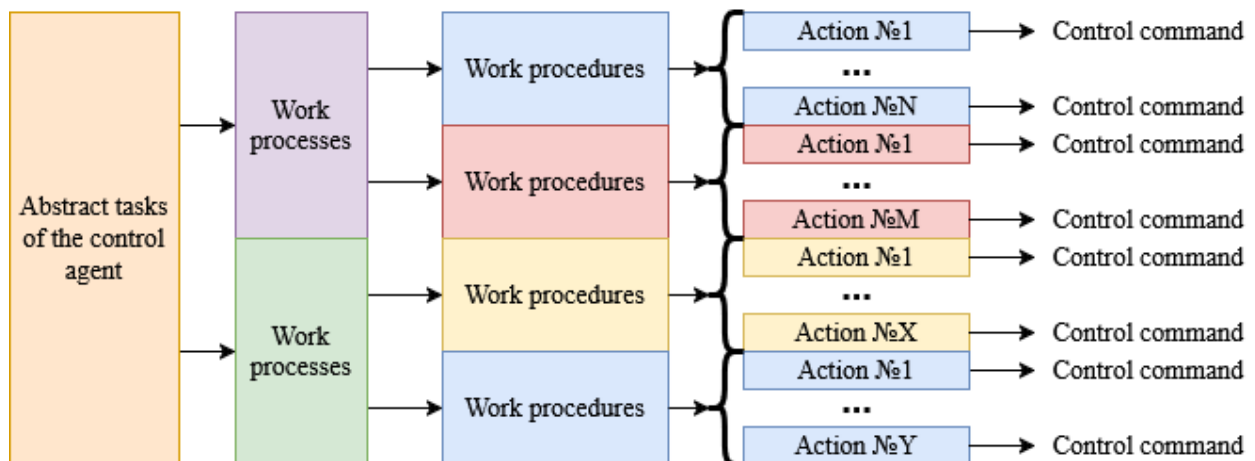 Abstract tasks
of the control
agent
Work
processes
Work
processes
Work procedures
Work procedures
Work procedures
Work procedures
Action №1
Control command
...
Action №N
Control command
Action №1
Control command
...
Action №M
Control command
Action №1
Control command
...
Action №X
Control command
Action №1
Control command
...
Action №Y
Control command